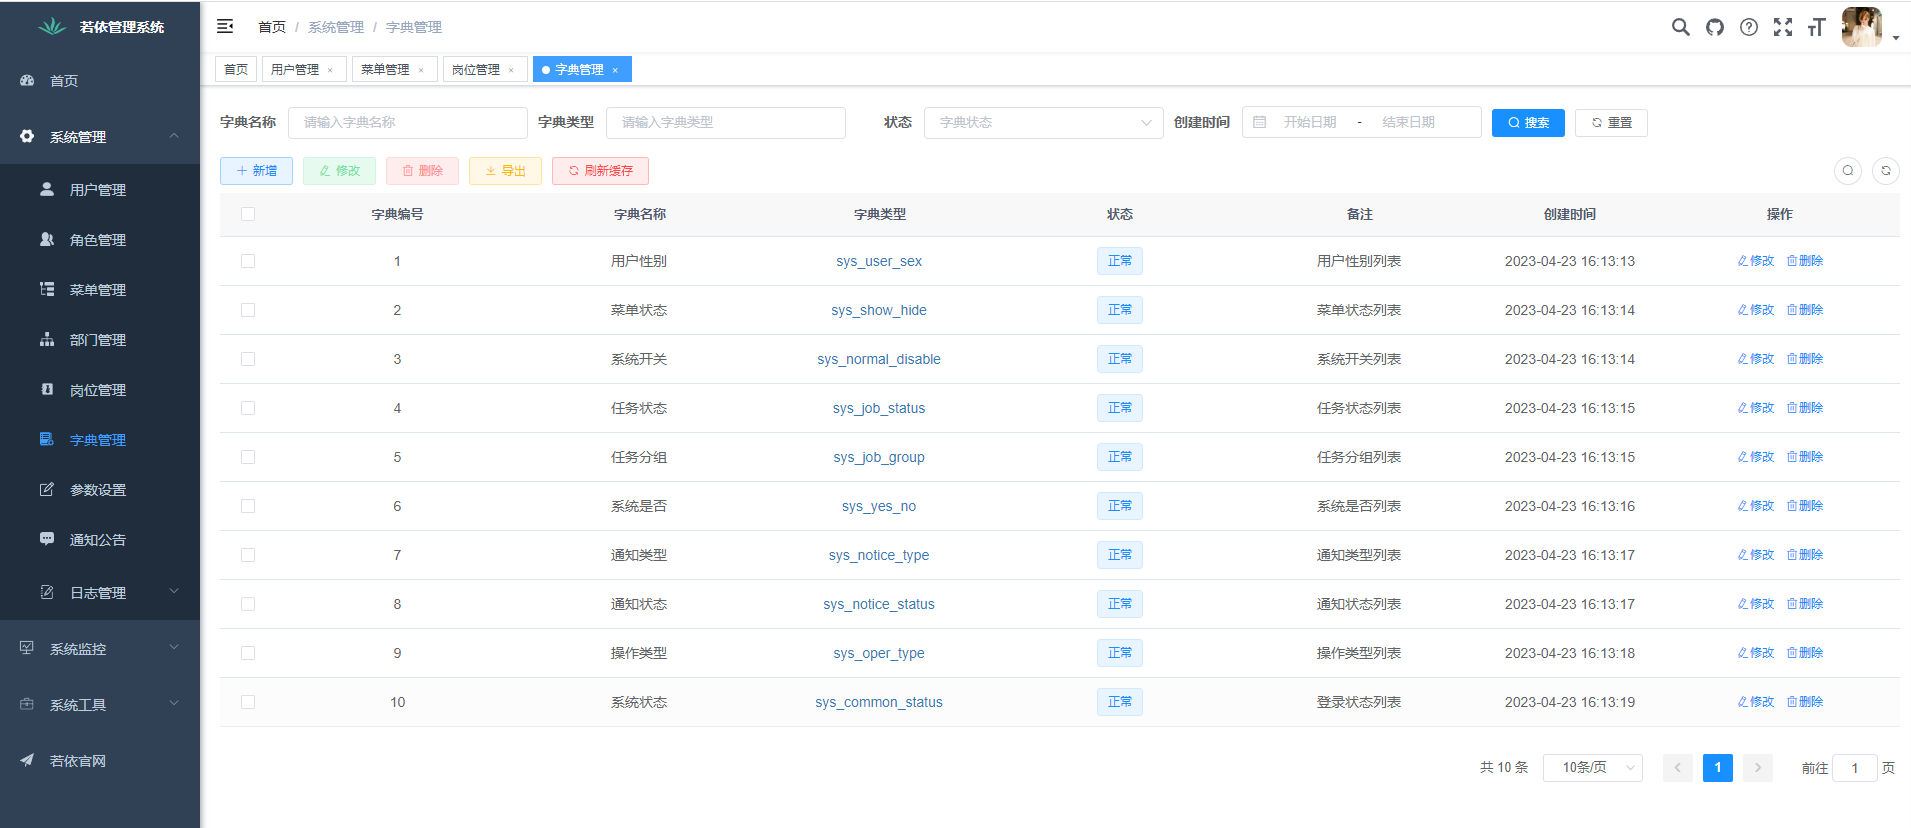 若依管理系统
首页
系统管理
用户管理
角色管理
菜单管理
部门管理
岗位管理
字典管理
参数设置
通知公告
日志管理
系统监控
系统工具
若依官网
首页 / 系统管理 / 字典管理
首页 用户管理 × 菜单管理 × 岗位管理 × 字典管理 ×
字典名称 请输入字典名称 字典类型 请输入字典类型 状态 字典状态 创建时间 开始日期 - 结束日期 搜索 重置
新增 修改 删除 导出 刷新缓存
字典编号 字典名称 字典类型 状态 备注 创建时间 操作
1 用户性别 sys_user_sex 正常 用户性别列表 2023-04-23 16:13:13 修改 删除
2 菜单状态 sys_show_hide 正常 菜单状态列表 2023-04-23 16:13:14 修改 删除
3 系统开关 sys_normal_disable 正常 系统开关列表 2023-04-23 16:13:14 修改 删除
4 任务状态 sys_job_status 正常 任务状态列表 2023-04-23 16:13:15 修改 删除
5 任务分组 sys_job_group 正常 任务分组列表 2023-04-23 16:13:15 修改 删除
6 系统是否 sys_yes_no 正常 系统是否列表 2023-04-23 16:13:16 修改 删除
7 通知类型 sys_notice_type 正常 通知类型列表 2023-04-23 16:13:17 修改 删除
8 通知状态 sys_notice_status 正常 通知状态列表 2023-04-23 16:13:17 修改 删除
9 操作类型 sys_oper_type 正常 操作类型列表 2023-04-23 16:13:18 修改 删除
10 系统状态 sys_common_status 正常 登录状态列表 2023-04-23 16:13:19 修改 删除
共 10 条 10条/页 1 前往 1 页